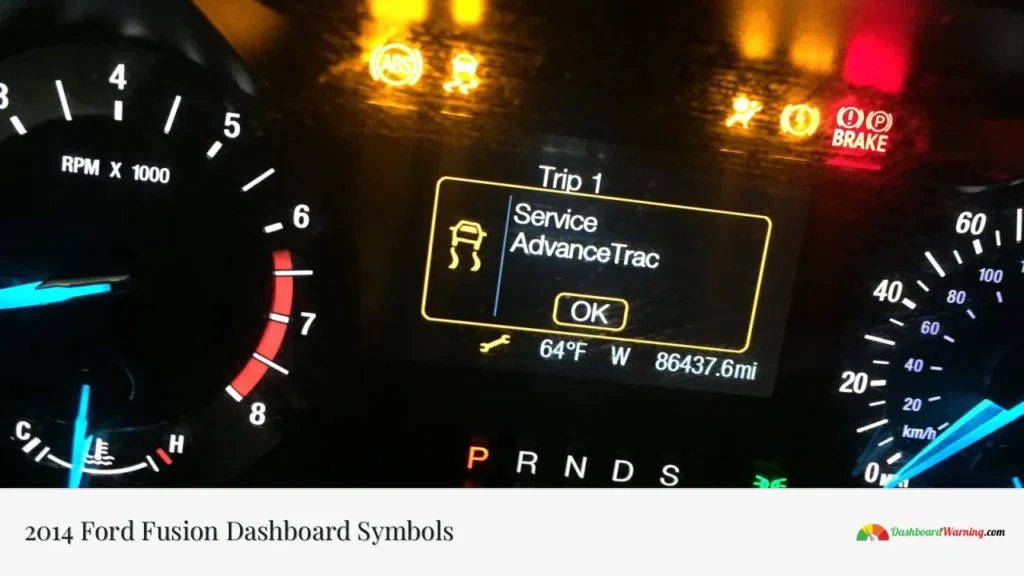 ABS
P
BRAKE
3
4
5
6
7
8
RPM X 1000
C
H
Trip 1
Service
AdvanceTrac
OK
64°F W 86437.6mi
P R N D S
60
40
20
0
100
80
60
40
20
km/h
2014 Ford Fusion Dashboard Symbols
DashboardWarning.com